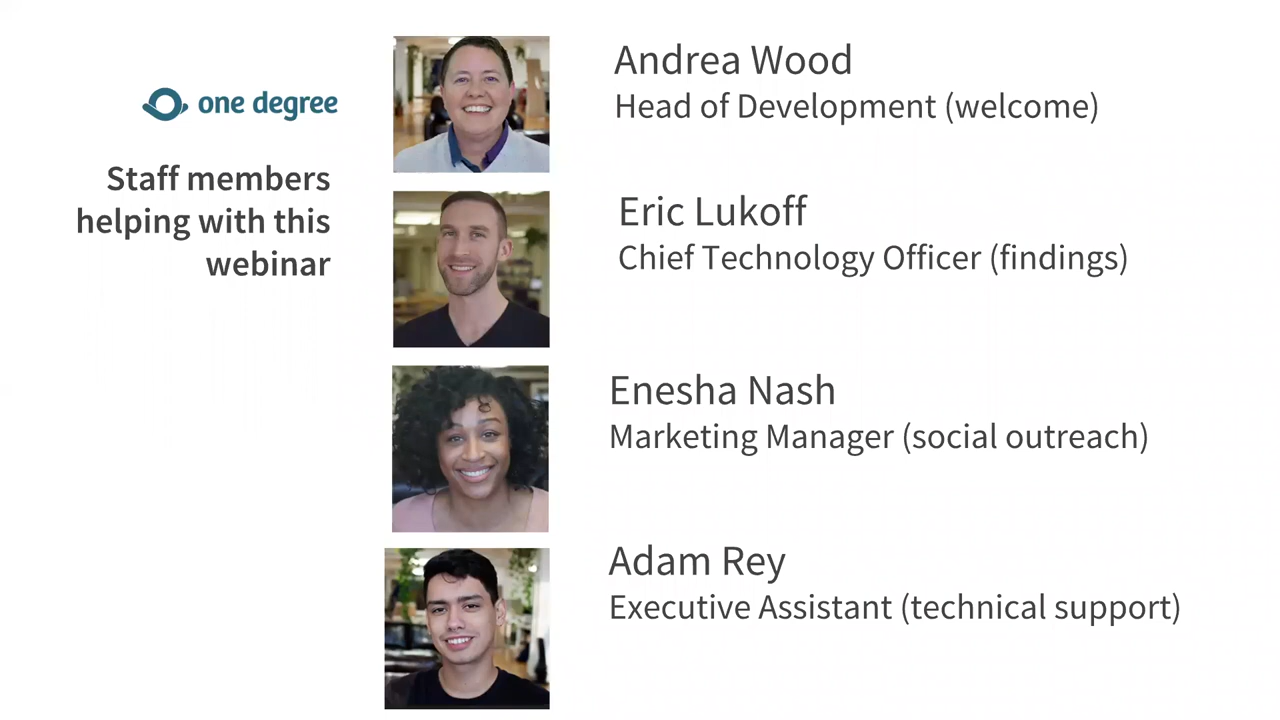 one degree
Staff members
helping with this
webinar
Andrea Wood
Head of Development (welcome)
Eric Lukoff
Chief Technology Officer (findings)
Enesha Nash
Marketing Manager (social outreach)
Adam Rey
Executive Assistant (technical support)